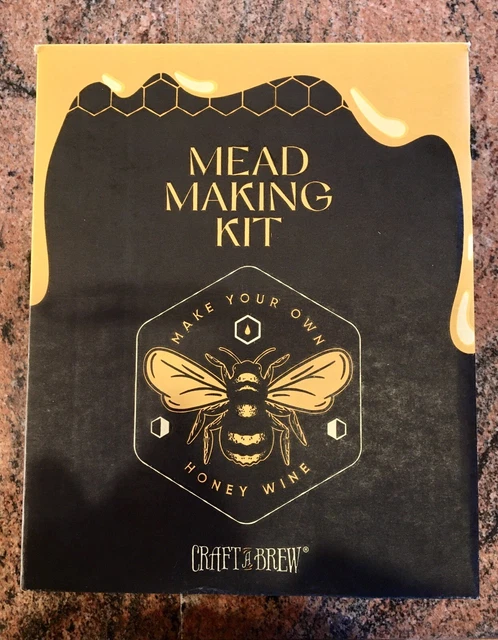 MEAD
MAKING
KIT
MAKE YOUR OWN
HONEY WINE
CRAFT A BREW®